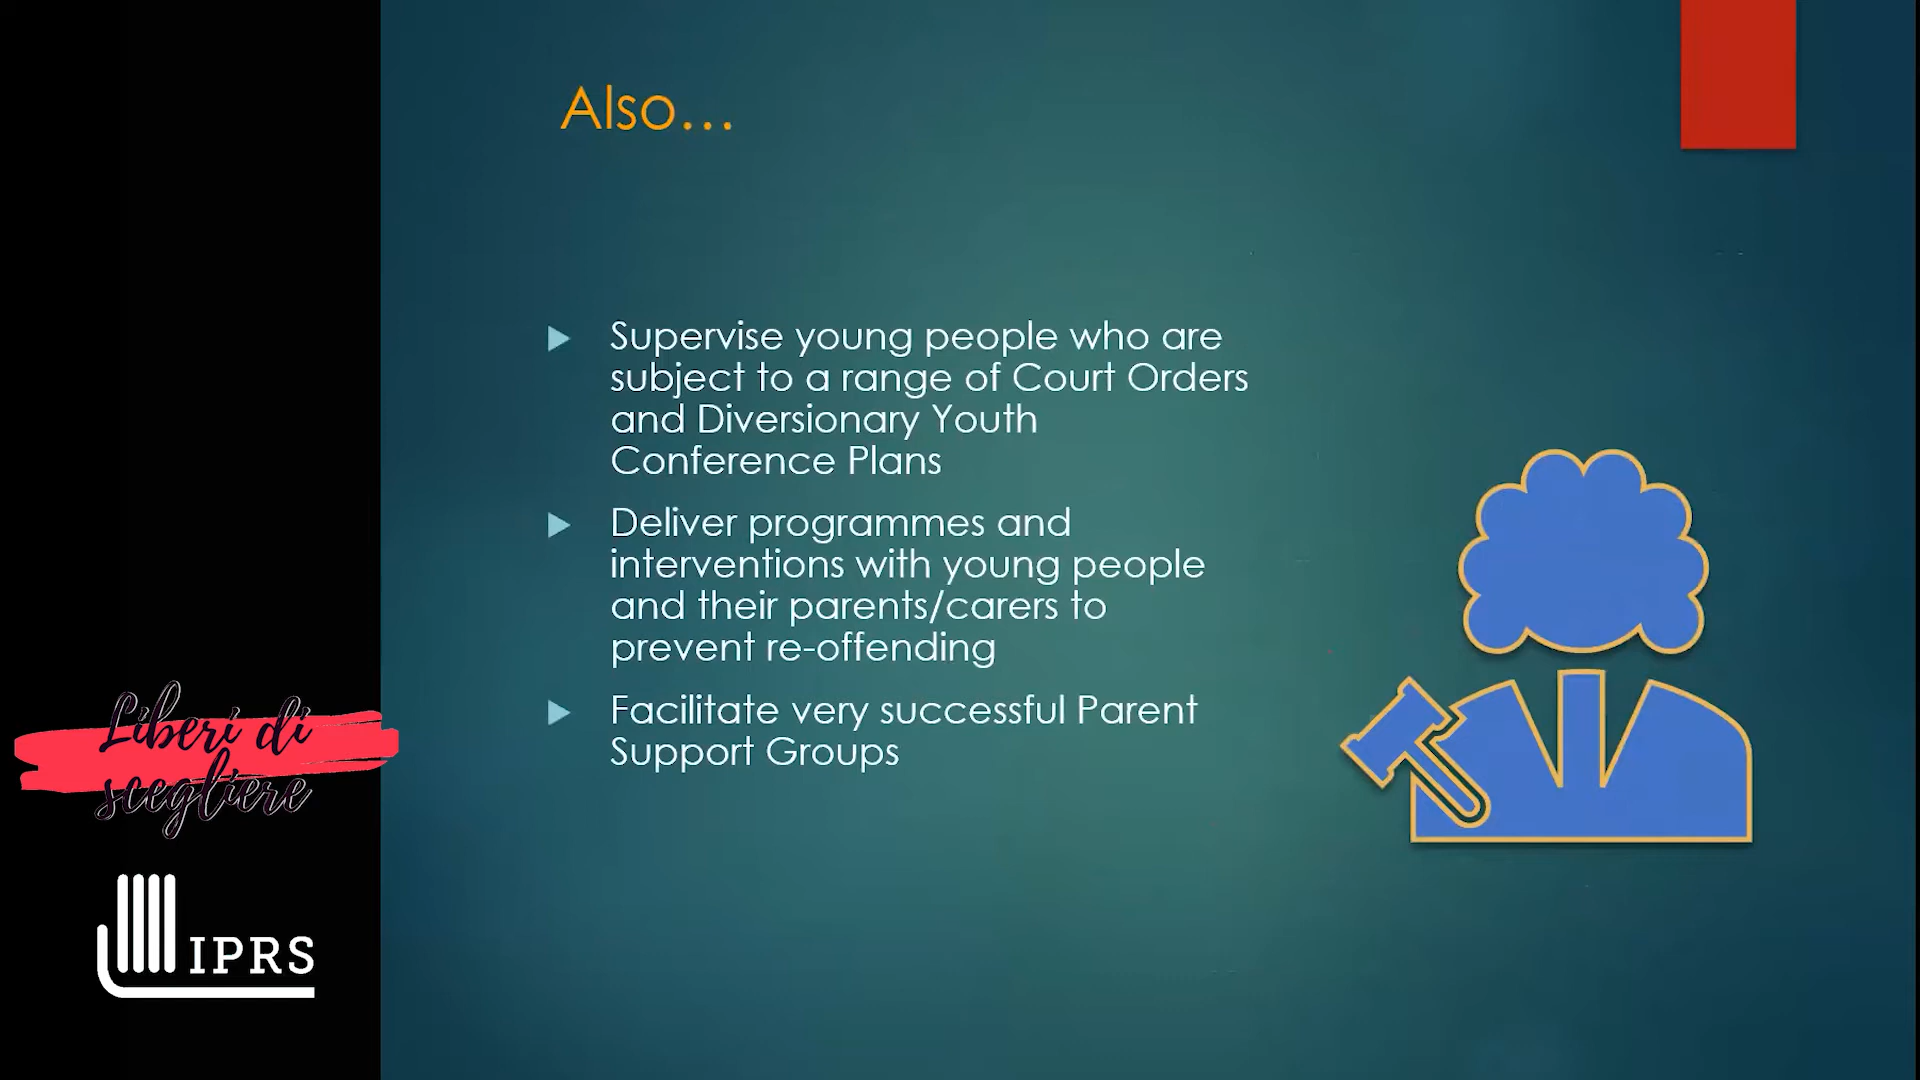 Also...
Supervise young people who are
subject to a range of Court Orders
and Diversionary Youth
Conference Plans
Deliver programmes and
interventions with young people
and their parents/carers to
prevent re-offending
Facilitate very successful Parent
Support Groups
Liberi di
scegliere
IPRS